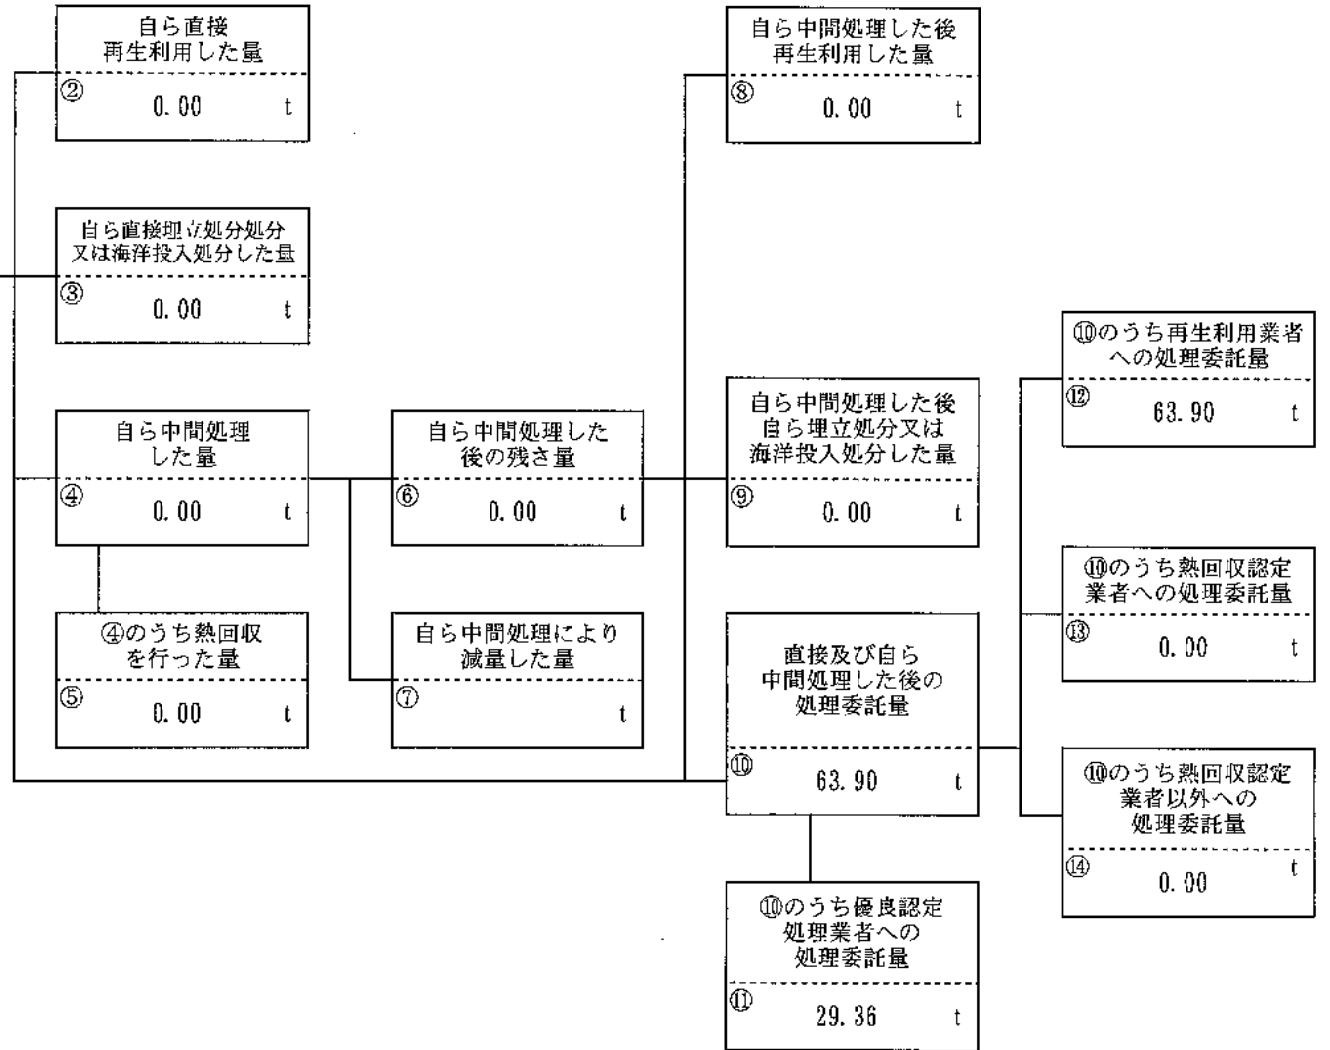 自ら直接
再生利用した量
② 0.00 t
自ら直接埋立処分処分
又は海洋投入処分した量
③ 0.00 t
自ら中間処理
した量
④ 0.00 t
④のうち熱回収
を行った量
⑤ 0.00 t
自ら中間処理した
後の残さ量
⑥ 0.00 t
自ら中間処理により
減量した量
⑦ t
自ら中間処理した後
再生利用した量
⑧ 0.00 t
自ら中間処理した後
自ら埋立処分又は
海洋投入処分した量
⑨ 0.00 t
直接及び自ら
中間処理した後の
処理委託量
⑩ 63.90 t
⑩のうち優良認定
処理業者への
処理委託量
⑪ 29.36 t
⑩のうち再生利用業者
への処理委託量
⑫ 63.90 t
⑩のうち熱回収認定
業者への処理委託量
⑬ 0.00 t
⑩のうち熱回収認定
業者以外への
処理委託量
⑭ 0.00 t